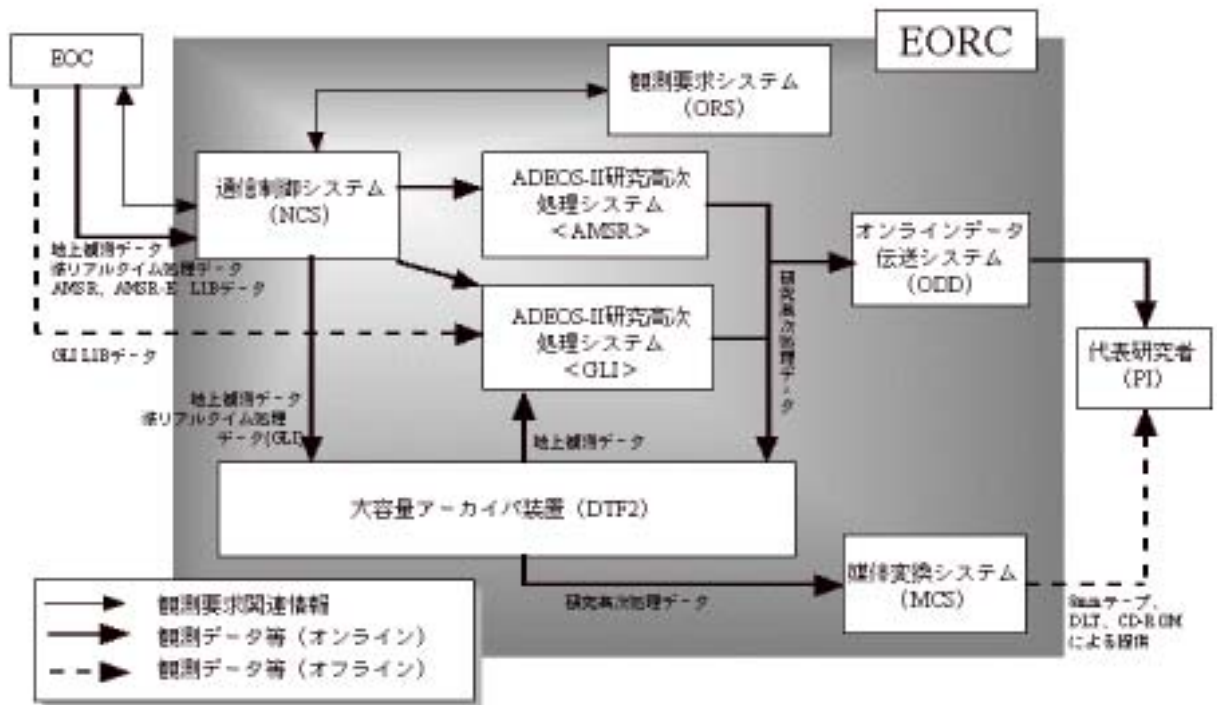 EORC
EOC
観測要求システム
(ORS)
通信制御システム
(NCS)
ADEOS-II研究高次
処理システム
<AMSR>
オンラインデータ
伝送システム
(ODD)
地上観測データ
準リアルタイム処理データ
AMSR、AMSR-E L1Bデータ
ADEOS-II研究高次
処理システム
<GLI>
研究高次処理データ
代表研究者
(PI)
GLI L1Bデータ
地上観測データ
準リアルタイム処理
データ(GLI)
地上観測データ
大容量アーカイバ装置(DTF2)
媒体変換システム
(MCS)
研究高次処理データ
8mmテープ、
DLT、CD-ROM
による提供
観測要求関連情報
観測データ等(オンライン)
観測データ等(オフライン)